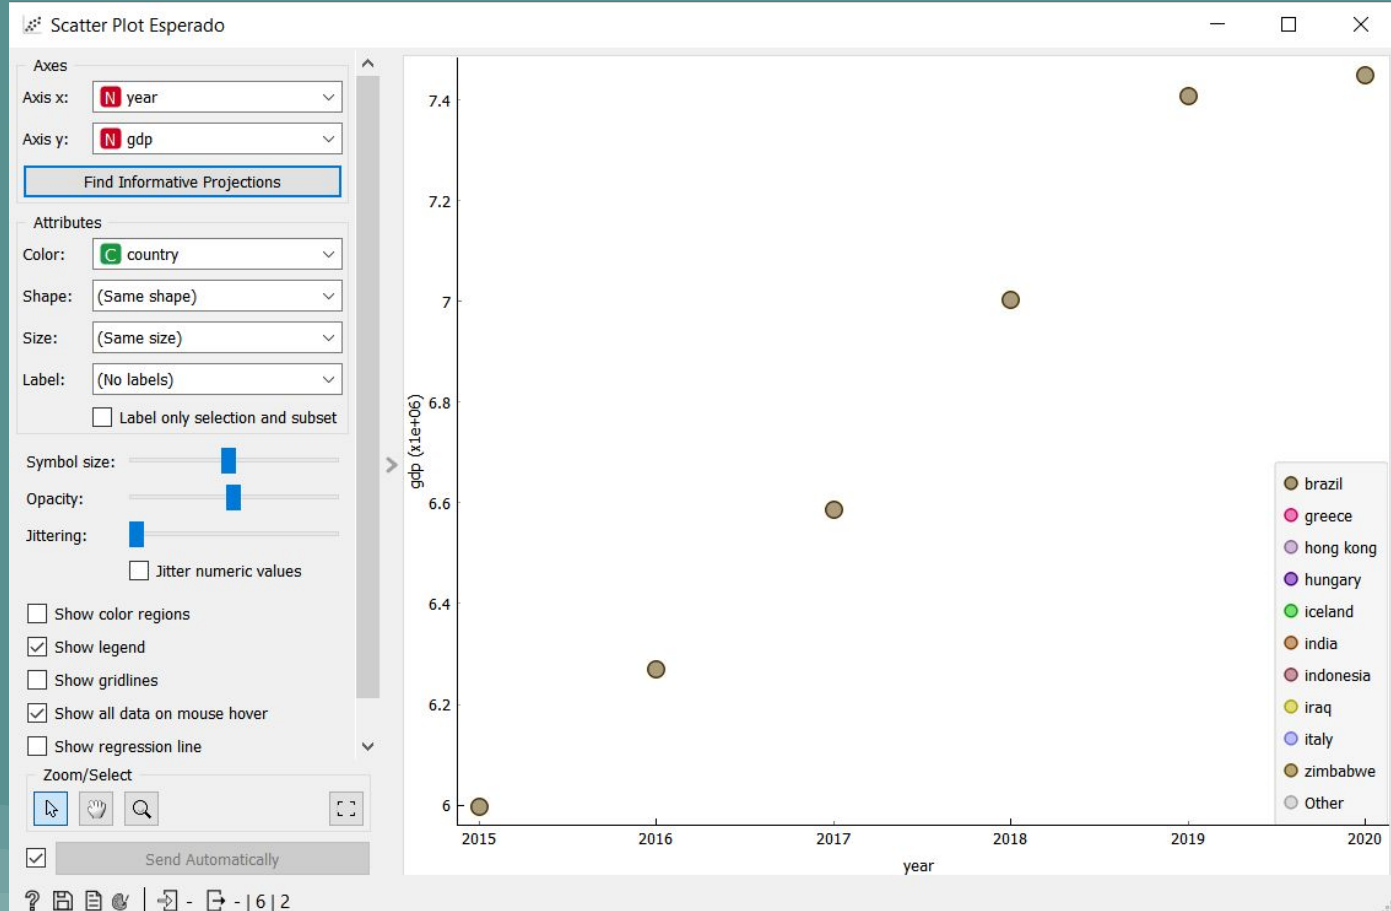 Scatter Plot Esperado
Axes
Axis x: N year
Axis y: N gdp
Find Informative Projections
Attributes
Color: C country
Shape: (Same shape)
Size: (Same size)
Label: (No labels)
Label only selection and subset
Symbol size:
Opacity:
Jittering:
Jitter numeric values
Show color regions
Show legend
Show gridlines
Show all data on mouse hover
Show regression line
Zoom/Select
Send Automatically
? - - | 6 | 2
gdp (x1e+06)
7.4
7.2
7
6.8
6.6
6.4
6.2
6
2015 2016 2017 2018 2019 2020
year
brazil
greece
hong kong
hungary
iceland
india
indonesia
iraq
italy
zimbabwe
Other